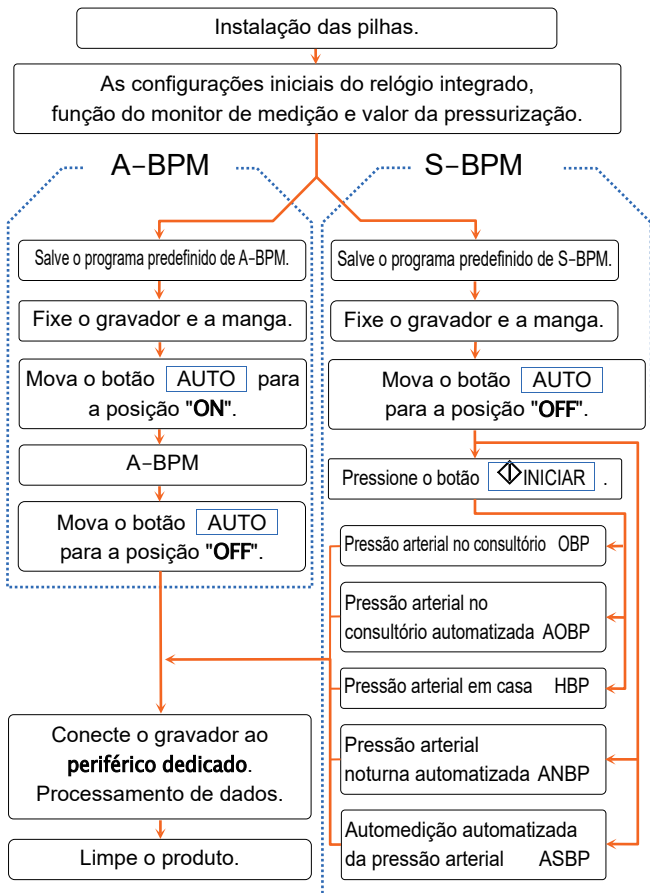 Instalação das pilhas.
As configurações iniciais do relógio integrado,
função do monitor de medição e valor da pressurização.
A-BPM
Salve o programa predefinido de A-BPM.
Fixe o gravador e a manga.
Mova o botão AUTO para
a posição "ON".
A-BPM
Mova o botão AUTO
para a posição "OFF".
S-BPM
Salve o programa predefinido de S-BPM.
Fixe o gravador e a manga.
Mova o botão AUTO
para a posição "OFF".
Pressione o botão INICIAR .
Pressão arterial no consultório OBP
Pressão arterial no
consultório automatizada AOBP
Pressão arterial em casa HBP
Pressão arterial
noturna automatizada ANBP
Automedição automatizada
da pressão arterial ASBP
Conecte o gravador ao
periférico dedicado.
Processamento de dados.
Limpe o produto.